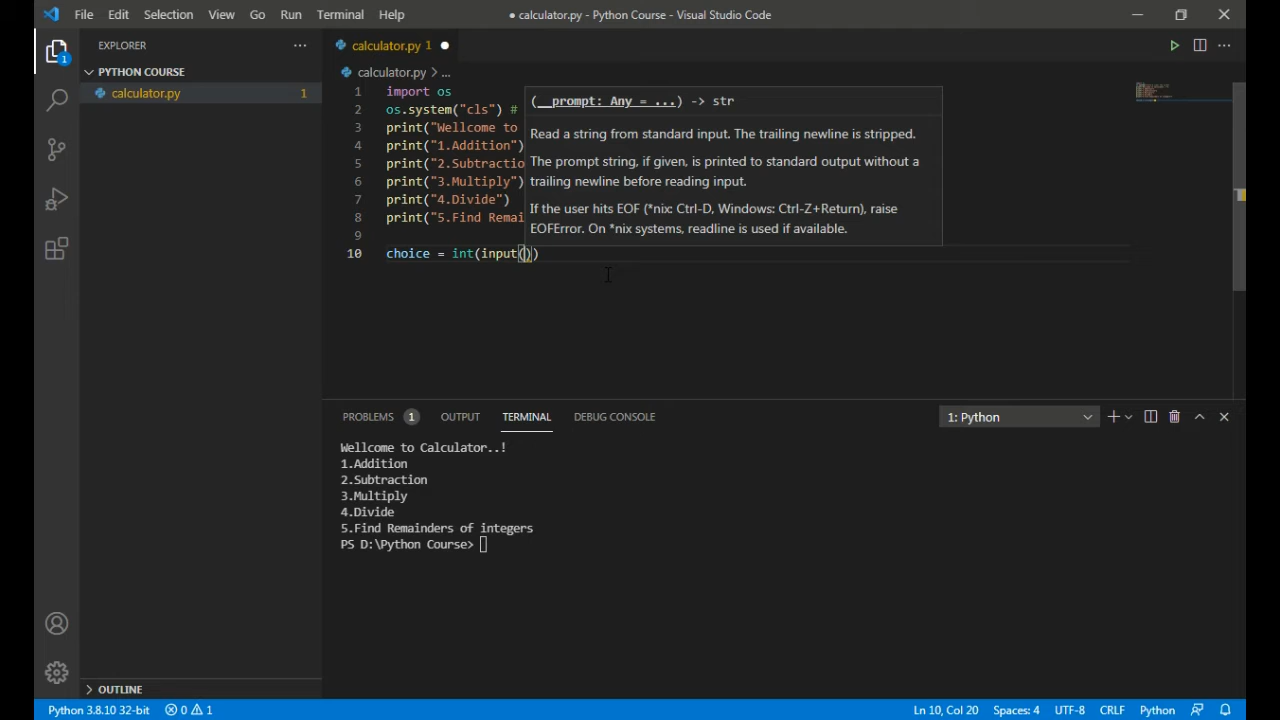 File Edit Selection View Go Run Terminal Help
● calculator.py - Python Course - Visual Studio Code
EXPLORER
calculator.py 1
PYTHON COURSE
calculator.py > ...
calculator.py 1
1 import os
2 os.system("cls") #
3 print("Wellcome to
4 print("1.Addition")
5 print("2.Subtractio
6 print("3.Multiply")
7 print("4.Divide")
8 print("5.Find Remai
9
10 choice = int(input())
(__prompt: Any = ...) -> str
Read a string from standard input. The trailing newline is stripped.
The prompt string, if given, is printed to standard output without a
trailing newline before reading input.
If the user hits EOF (*nix: Ctrl-D, Windows: Ctrl-Z+Return), raise
EOFError. On *nix systems, readline is used if available.
PROBLEMS 1 OUTPUT TERMINAL DEBUG CONSOLE 1: Python
Wellcome to Calculator..!
1.Addition
2.Subtraction
3.Multiply
4.Divide
5.Find Remainders of integers
PS D:\Python Course>
OUTLINE
1
Python 3.8.10 32-bit 0 1 Ln 10, Col 20 Spaces: 4 UTF-8 CRLF Python